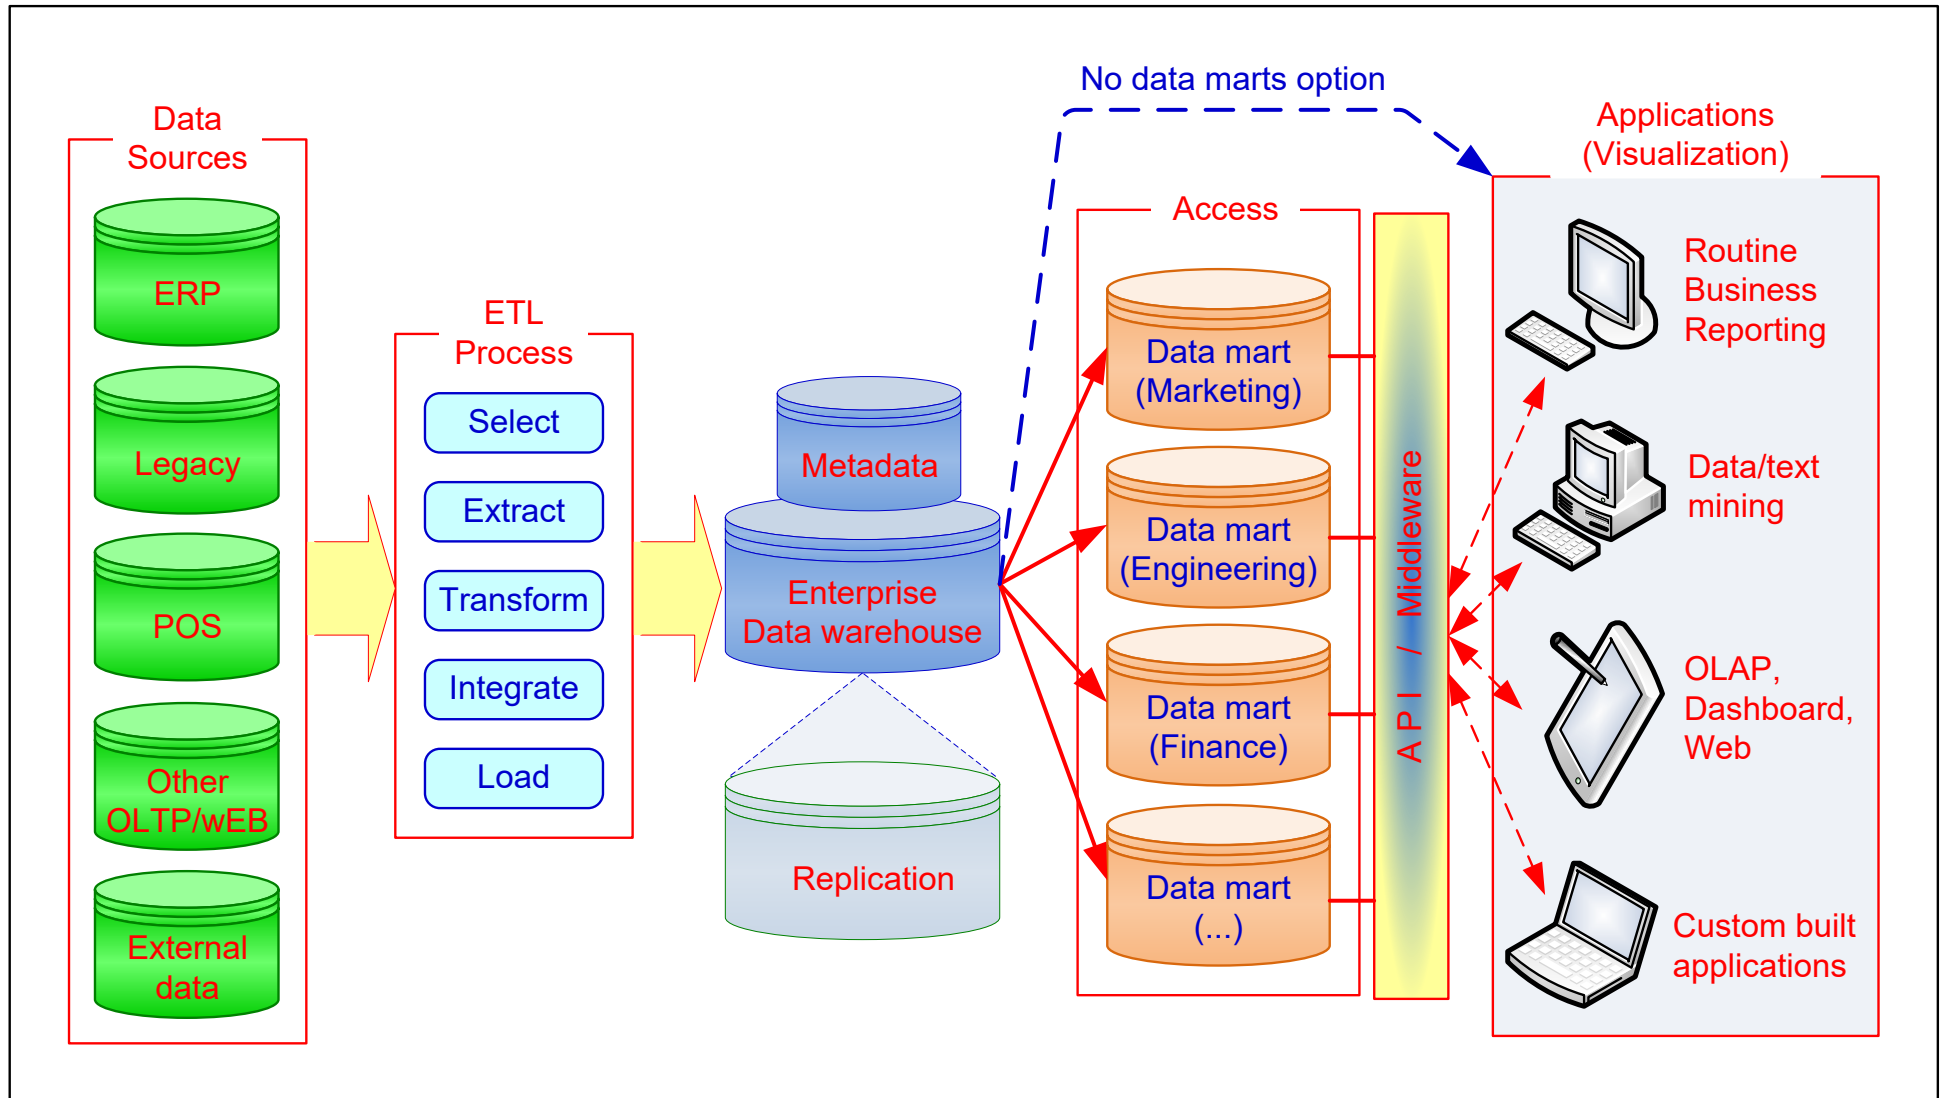 No data marts option
Data
Sources
ERP
Legacy
POS
Other
OLTP/wEB
External
data
ETL
Process
Select
Extract
Transform
Integrate
Load
Metadata
Enterprise
Data warehouse
Replication
Access
Data mart
(Marketing)
Data mart
(Engineering)
Data mart
(Finance)
Data mart
(...)
API / Middleware
Applications
(Visualization)
Routine
Business
Reporting
Data/text
mining
OLAP,
Dashboard,
Web
Custom built
applications